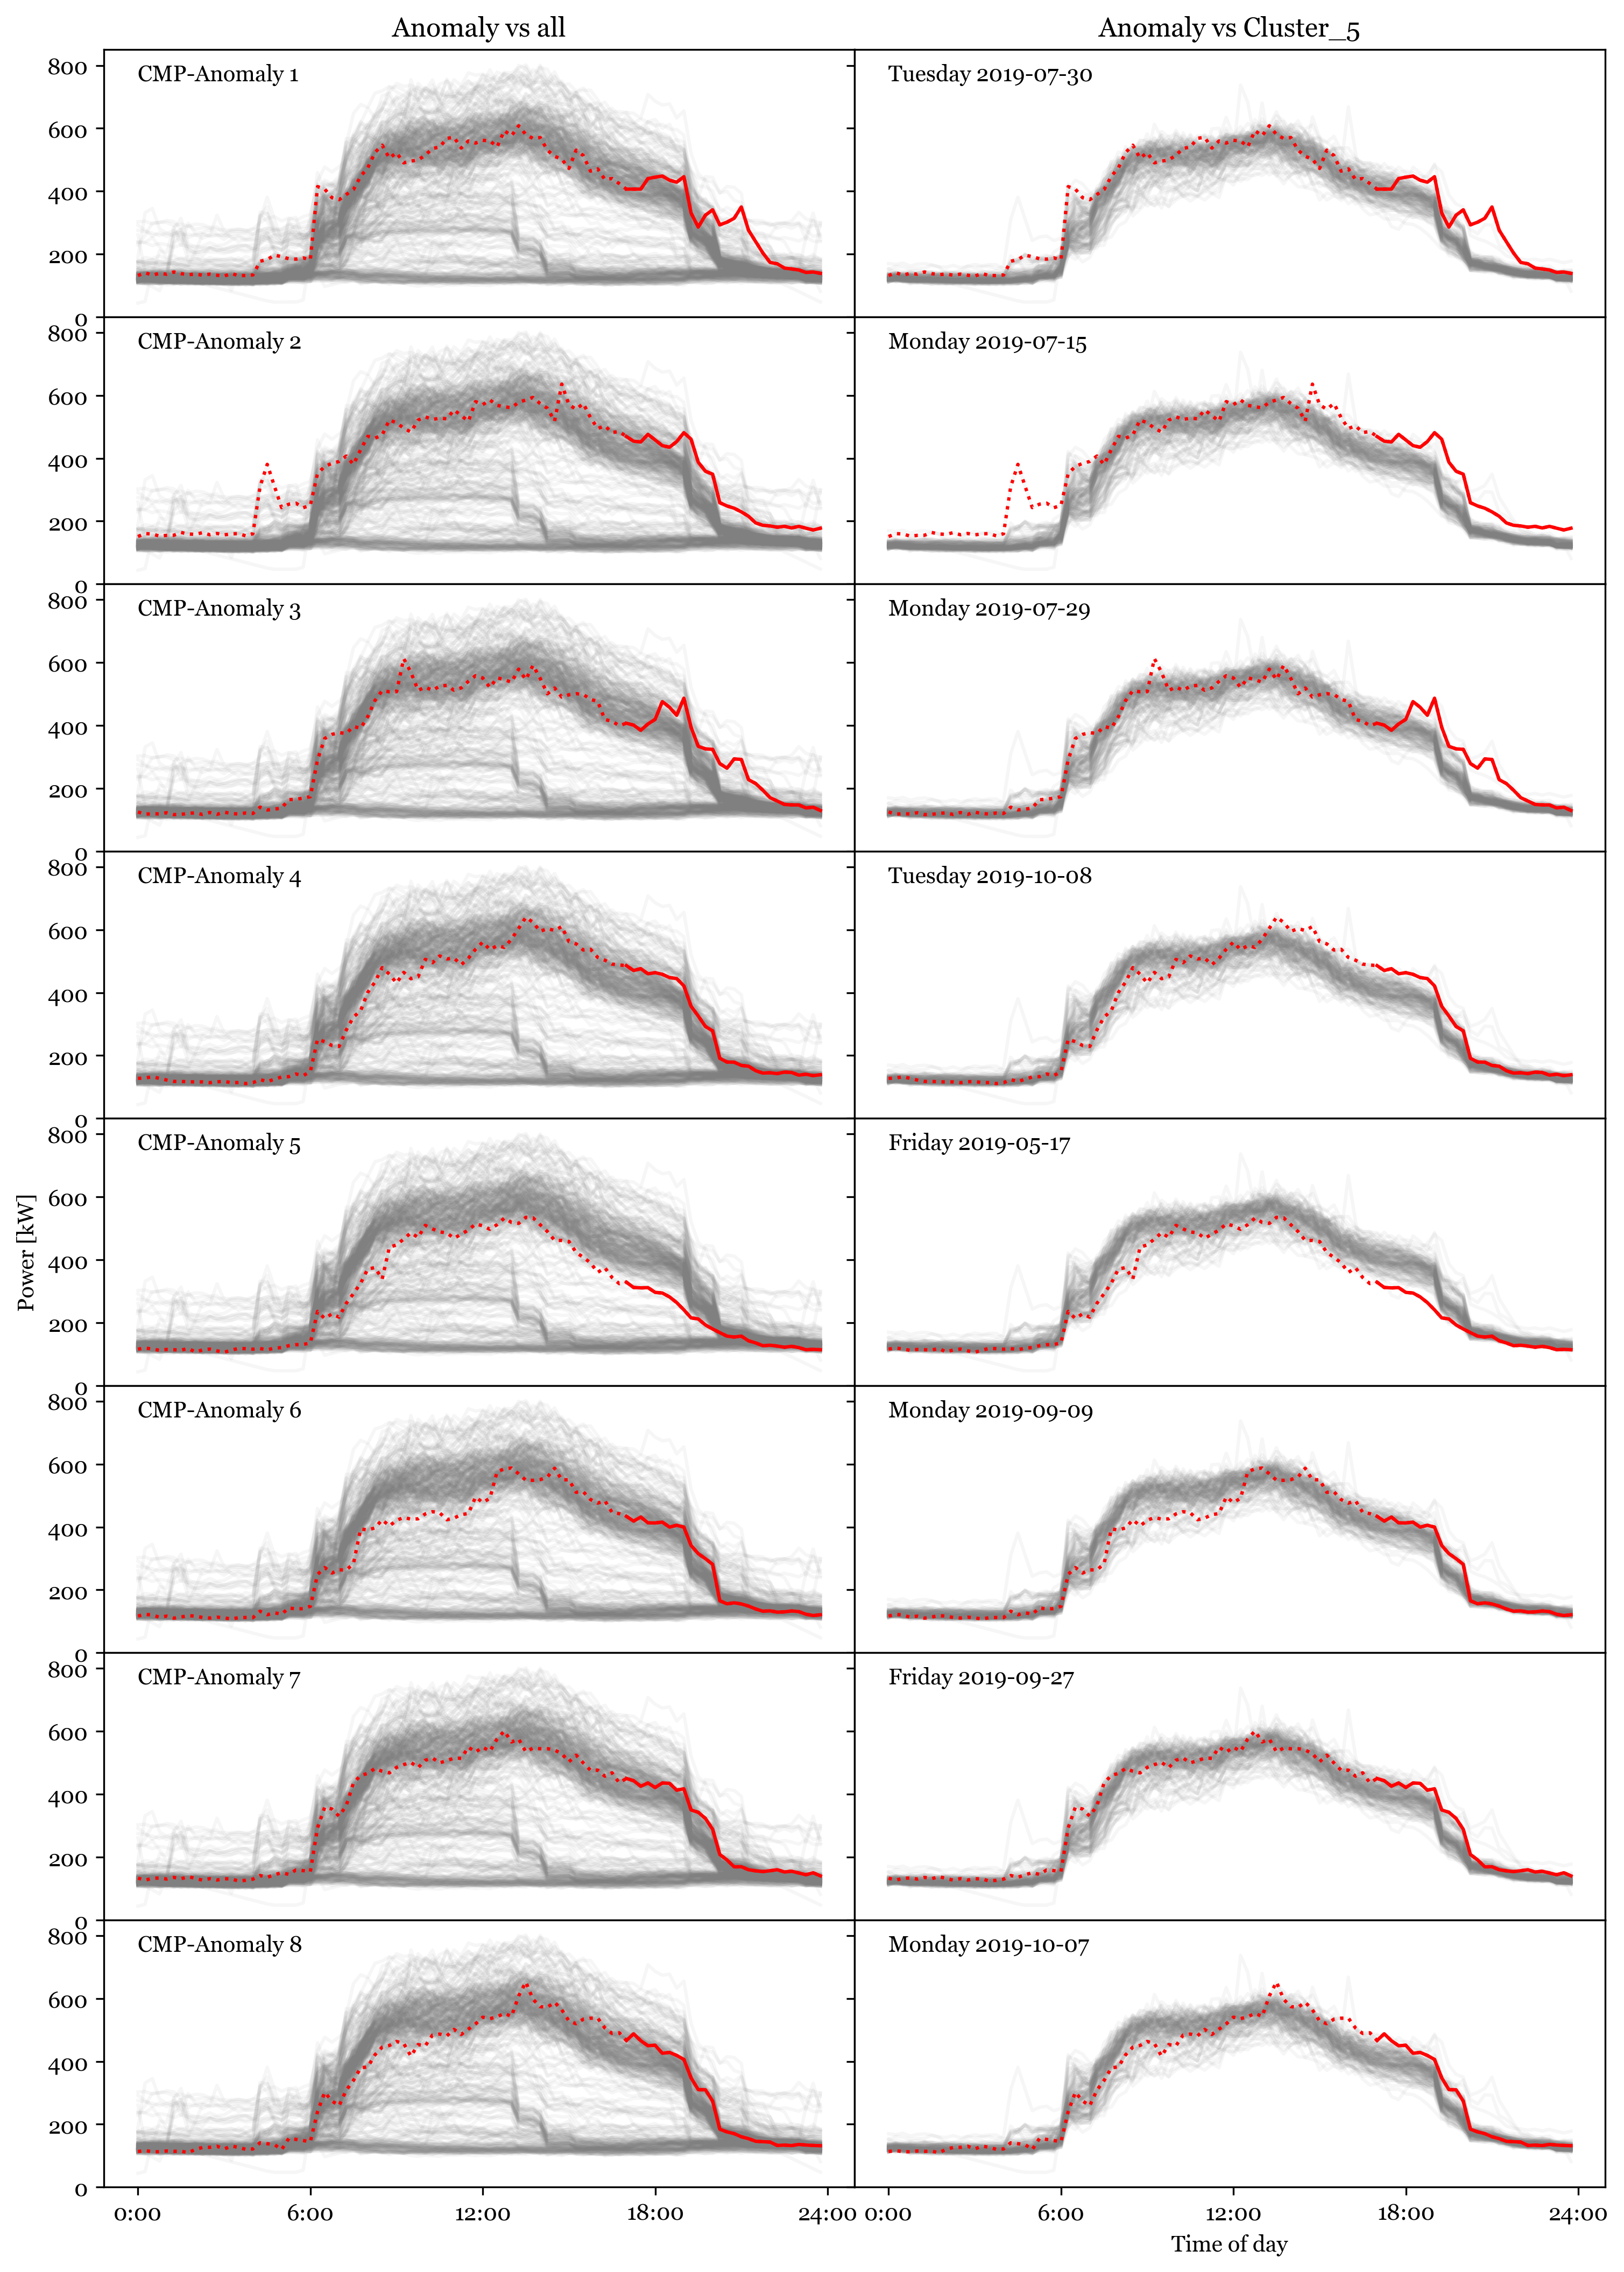 Anomaly vs all
Anomaly vs Cluster_5
800
600
400
200
0
CMP-Anomaly 1
Tuesday 2019-07-30
800
600
400
200
0
CMP-Anomaly 2
Monday 2019-07-15
800
600
400
200
0
CMP-Anomaly 3
Monday 2019-07-29
800
600
400
200
0
CMP-Anomaly 4
Tuesday 2019-10-08
800
600
400
200
0
CMP-Anomaly 5
Friday 2019-05-17
Power [kW]
800
600
400
200
0
CMP-Anomaly 6
Monday 2019-09-09
800
600
400
200
0
CMP-Anomaly 7
Friday 2019-09-27
800
600
400
200
0
CMP-Anomaly 8
Monday 2019-10-07
0:00 6:00 12:00 18:00 24:00
0:00 6:00 12:00 18:00 24:00
Time of day